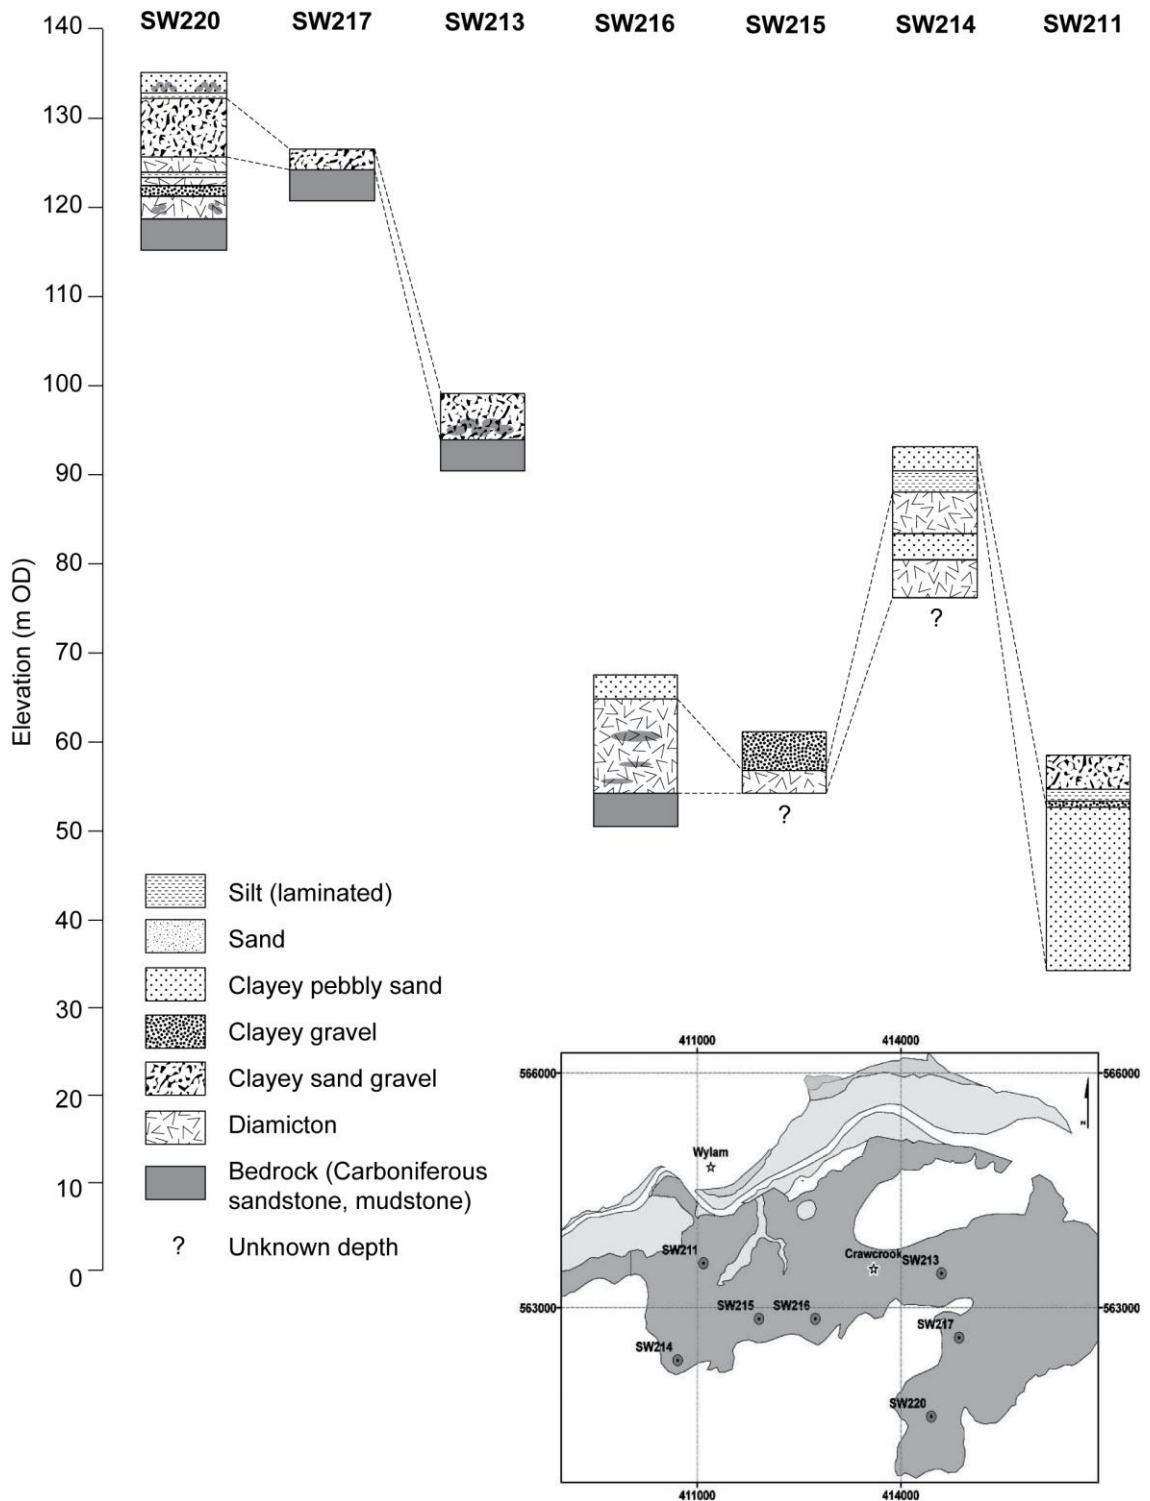 SW220 SW217 SW213 SW216 SW215 SW214 SW211
140
130
120
110
100
90
80
70
60
50
40
30
20
10
0
Elevation (m OD)
?
?
Silt (laminated)
Sand
Clayey pebbly sand
Clayey gravel
Clayey sand gravel
Diamicton
Bedrock (Carboniferous
sandstone, mudstone)
? Unknown depth
411000 414000
566000 566000
N
Wylam
SW211
Crawcrook
SW213
563000 563000
SW215
SW216
SW217
SW214
SW220
411000 414000